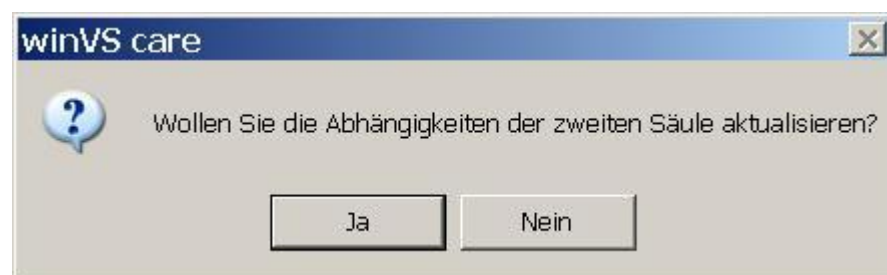 winVS care
Wollen Sie die Abhängigkeiten der zweiten Säule aktualisieren?
Ja
Nein